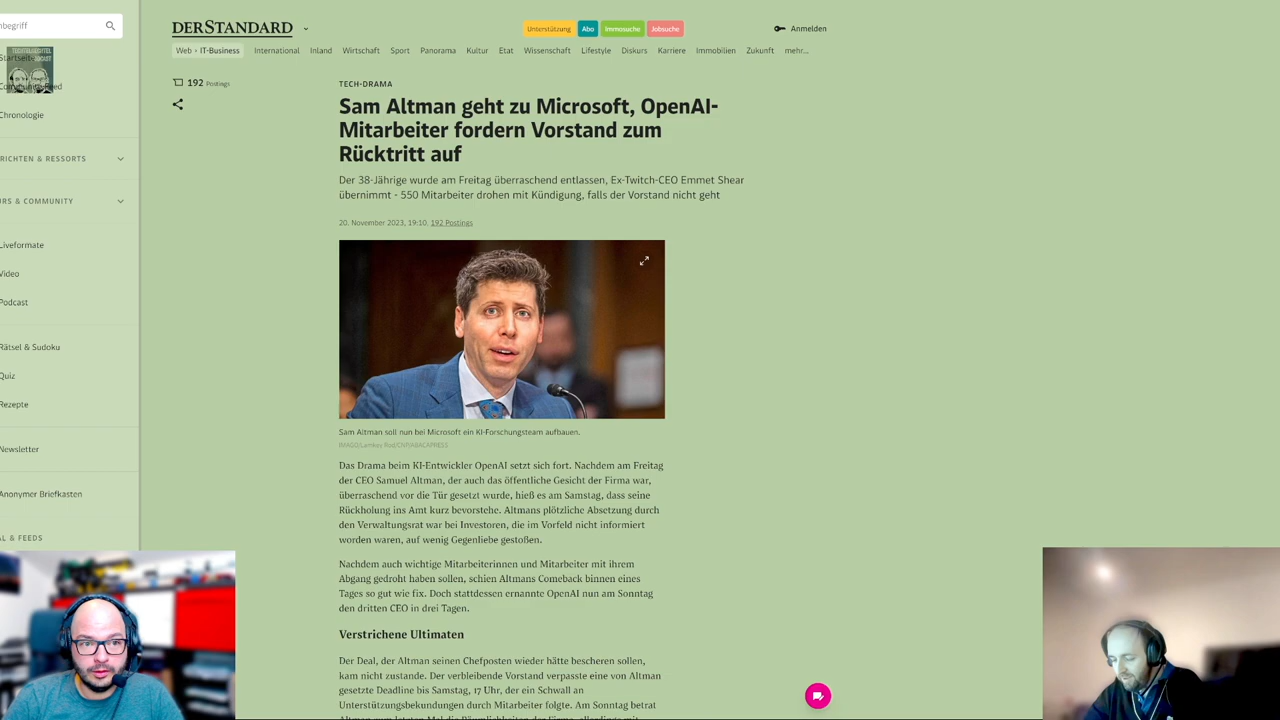 nbegriff
DERSTANDARD
Unterstützung
Abo
Immosuche
Jobsuche
Anmelden
Web › IT-Business
International
Inland
Wirtschaft
Sport
Panorama
Kultur
Etat
Wissenschaft
Lifestyle
Diskurs
Karriere
Immobilien
Zukunft
mehr...
Startseite
Chronologie
RICHTEN & RESSORTS
RS & COMMUNITY
Liveformate
Video
Podcast
Rätsel & Sudoku
Quiz
Rezepte
Newsletter
Anonymer Briefkasten
L & FEEDS
192 Postings
TECH-DRAMA
Sam Altman geht zu Microsoft, OpenAI-
Mitarbeiter fordern Vorstand zum
Rücktritt auf
Der 38-Jährige wurde am Freitag überraschend entlassen, Ex-Twitch-CEO Emmet Shear
übernimmt - 550 Mitarbeiter drohen mit Kündigung, falls der Vorstand nicht geht
20. November 2023, 19:10, 192 Postings
Sam Altman soll nun bei Microsoft ein KI-Forschungsteam aufbauen.
Das Drama beim KI-Entwickler OpenAI setzt sich fort. Nachdem am Freitag
der CEO Samuel Altman, der auch das öffentliche Gesicht der Firma war,
überraschend vor die Tür gesetzt wurde, hieß es am Samstag, dass seine
Rückholung ins Amt kurz bevorstehe. Altmans plötzliche Absetzung durch
den Verwaltungsrat war bei Investoren, die im Vorfeld nicht informiert
worden waren, auf wenig Gegenliebe gestoßen.
Nachdem auch wichtige Mitarbeiterinnen und Mitarbeiter mit ihrem
Abgang gedroht haben sollen, schien Altmans Comeback binnen eines
Tages so gut wie fix. Doch stattdessen ernannte OpenAI nun am Sonntag
den dritten CEO in drei Tagen.
Verstrichene Ultimaten
Der Deal, der Altman seinen Chefposten wieder hätte bescheren sollen,
kam nicht zustande. Der verbleibende Vorstand verpasste eine von Altman
gesetzte Deadline bis Samstag, 17 Uhr, der ein Schwall an
Unterstützungsbekundungen durch Mitarbeiter folgte. Am Sonntag betrat